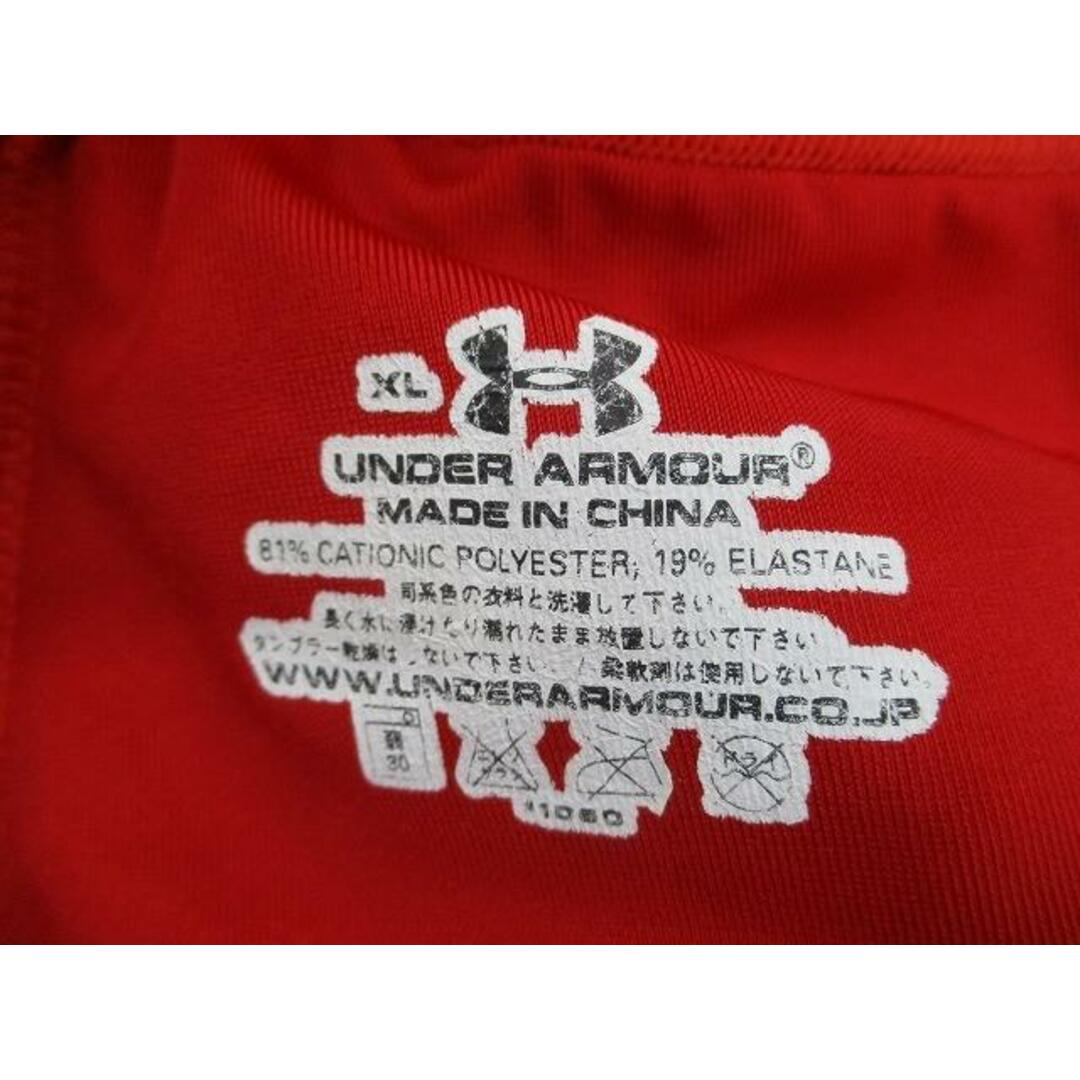 XL
UNDER ARMOUR®
MADE IN CHINA
81% CATIONIC POLYESTER; 19% ELASTANE
同系色の衣料と洗濯して下さい。
長く水に浸けたり濡れたまま放置しないで下さい
タンブラー乾燥はしないで下さい。 柔軟剤は使用しないで下さい。
WWW.UNDERARMOUR.CO.JP
弱
30
ドライ